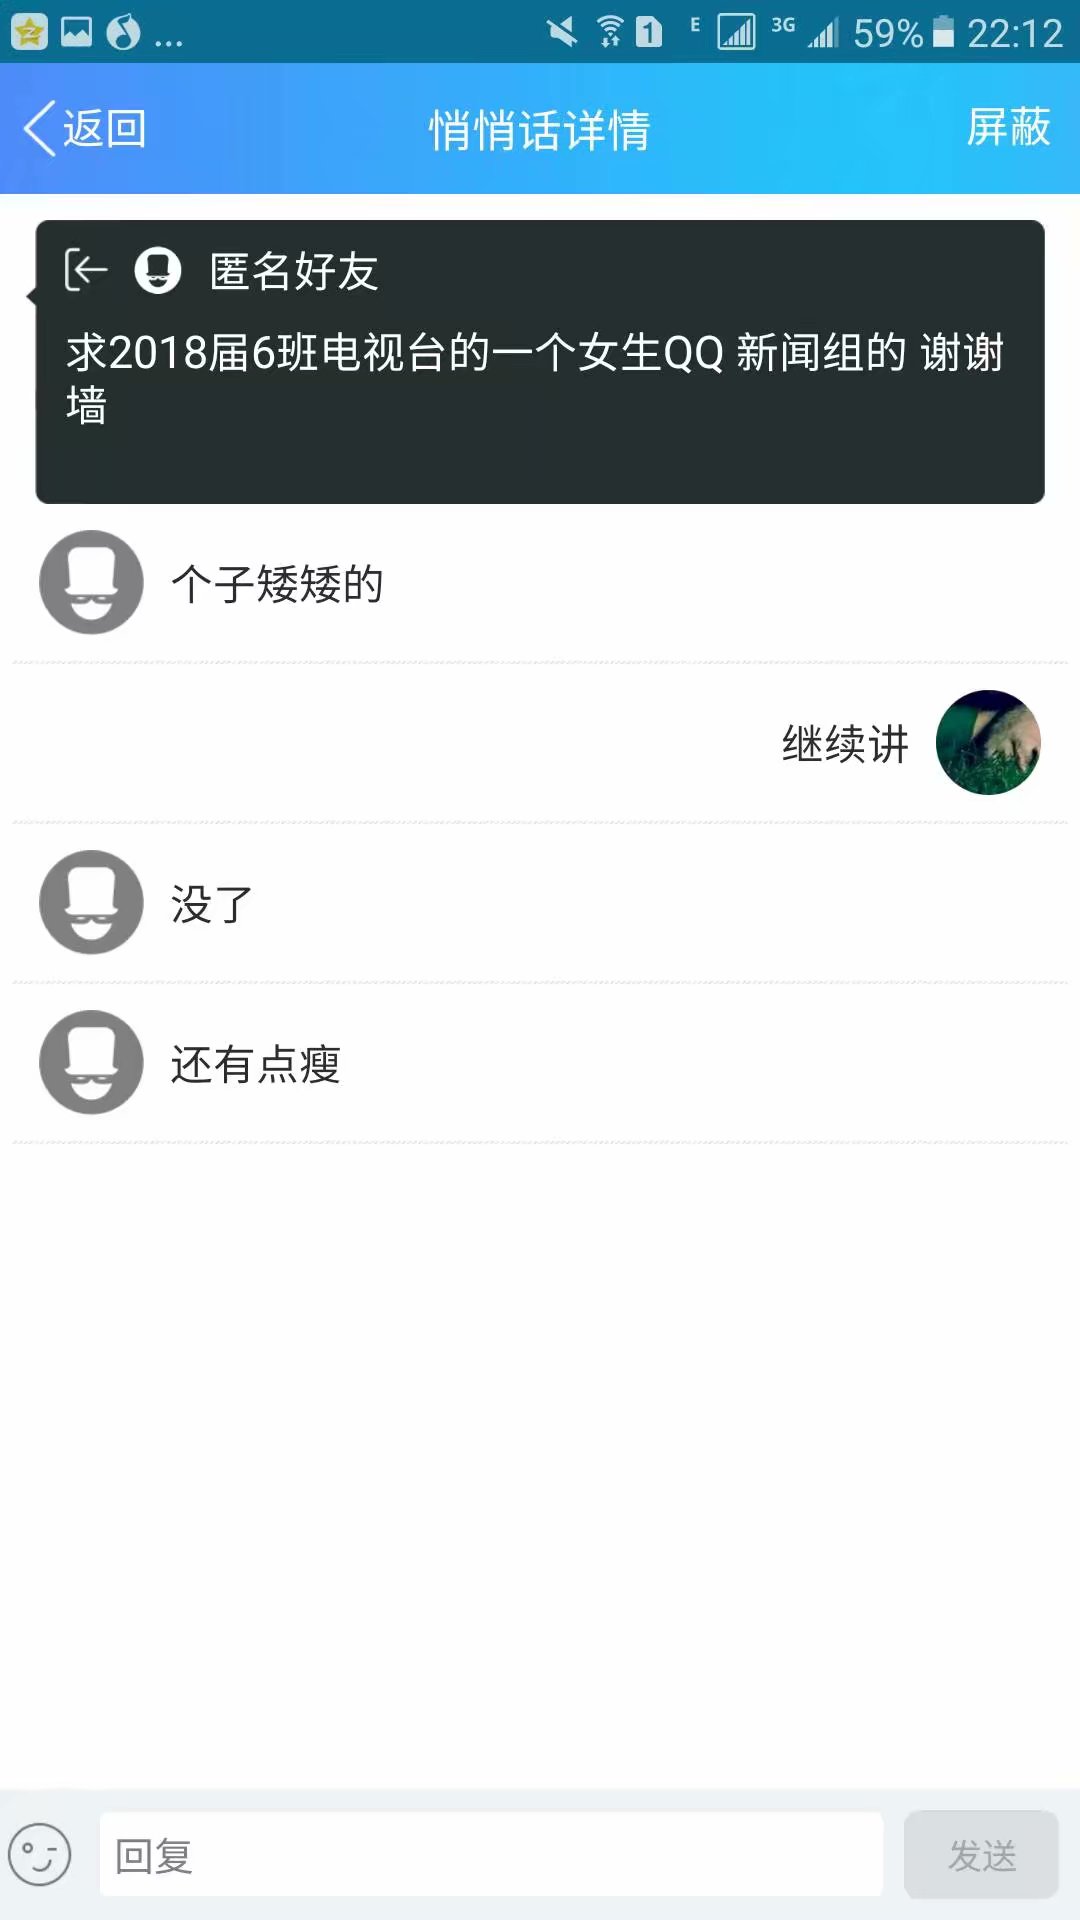 ... 1 E 3G 59% 22:12
返回 悄悄话详情 屏蔽
匿名好友
求2018届6班电视台的一个女生QQ 新闻组的 谢谢
墙
个子矮矮的
继续讲
没了
还有点瘦
回复 发送